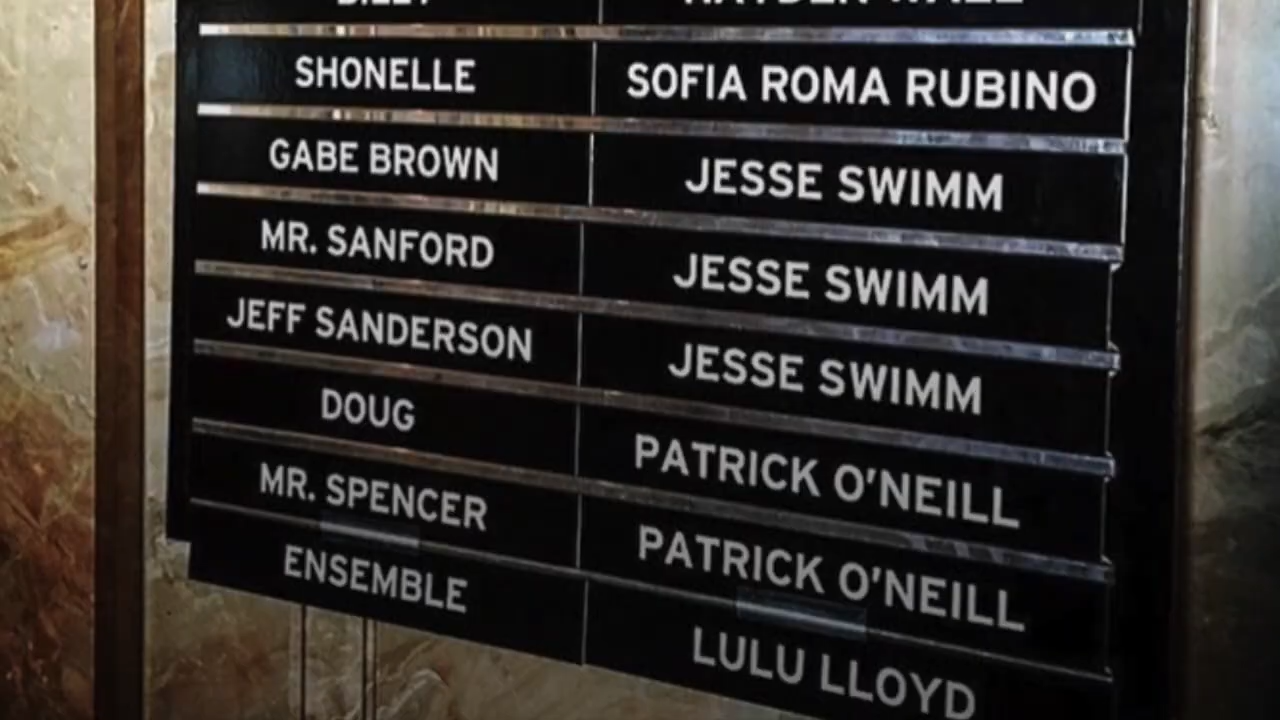 SHONELLE SOFIA ROMA RUBINO
GABE BROWN JESSE SWIMM
MR. SANFORD JESSE SWIMM
JEFF SANDERSON JESSE SWIMM
DOUG PATRICK O'NEILL
MR. SPENCER PATRICK O'NEILL
ENSEMBLE LULU LLOYD